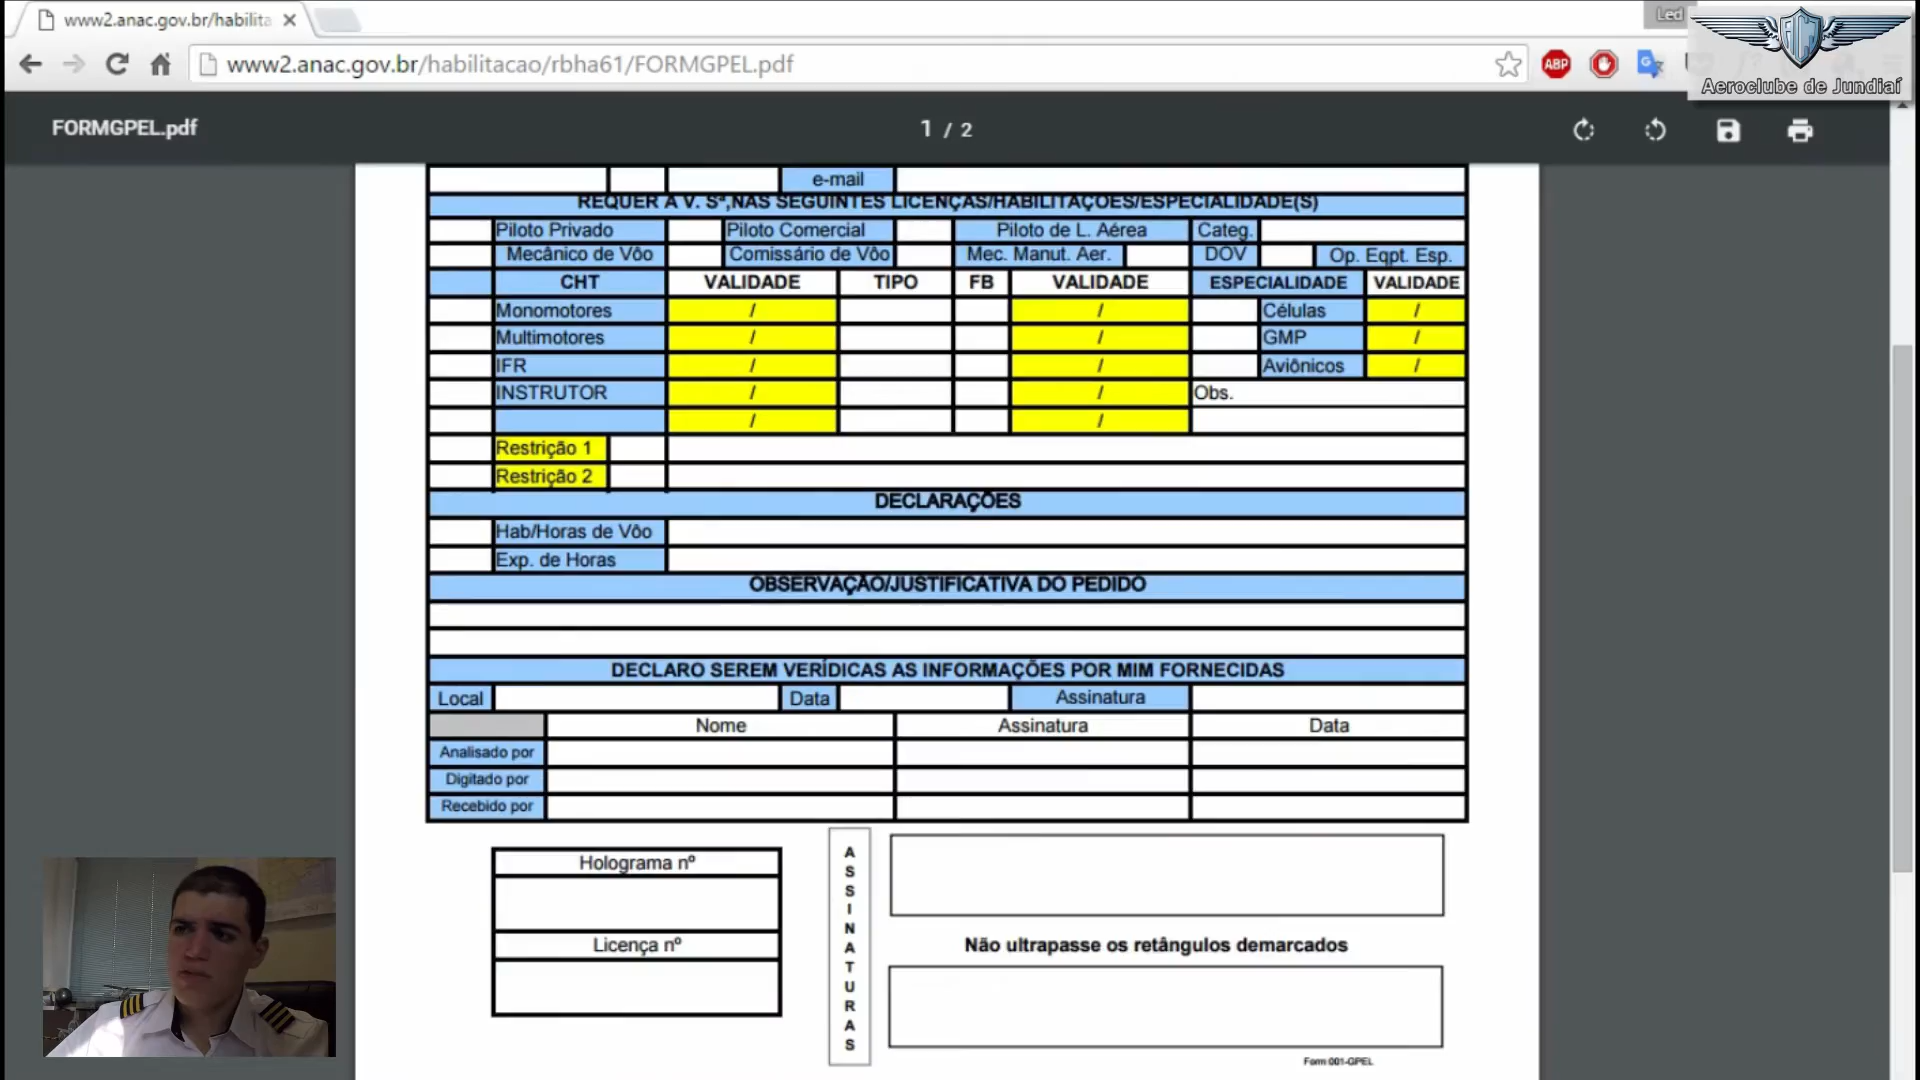 www2.anac.gov.br/habilita
Led
www2.anac.gov.br/habilitacao/rbha61/FORMGPEL.pdf
ABP
Aeroclube de Jundiaí
FORMGPEL.pdf
1 / 2
e-mail
REQUER A V. Sª,NAS SEGUINTES LICENÇAS/HABILITAÇÕES/ESPECIALIDADE(S)
Piloto Privado Piloto Comercial Piloto de L. Aérea Categ.
Mecânico de Vôo Comissário de Vôo Mec. Manut. Aer. DOV Op. Eqpt. Esp.
CHT VALIDADE TIPO FB VALIDADE ESPECIALIDADE VALIDADE
Monomotores / / Células /
Multimotores / / GMP /
IFR / / Aviônicos /
INSTRUTOR / / Obs.
/ /
Restrição 1
Restrição 2
DECLARAÇÕES
Hab/Horas de Vôo
Exp. de Horas
OBSERVAÇÃO/JUSTIFICATIVA DO PEDIDO
DECLARO SEREM VERÍDICAS AS INFORMAÇÕES POR MIM FORNECIDAS
Local Data Assinatura
Nome Assinatura Data
Analisado por
Digitado por
Recebido por
Holograma nº
Licença nº
ASSINATURAS
Não ultrapasse os retângulos demarcados
Form 001-GPEL